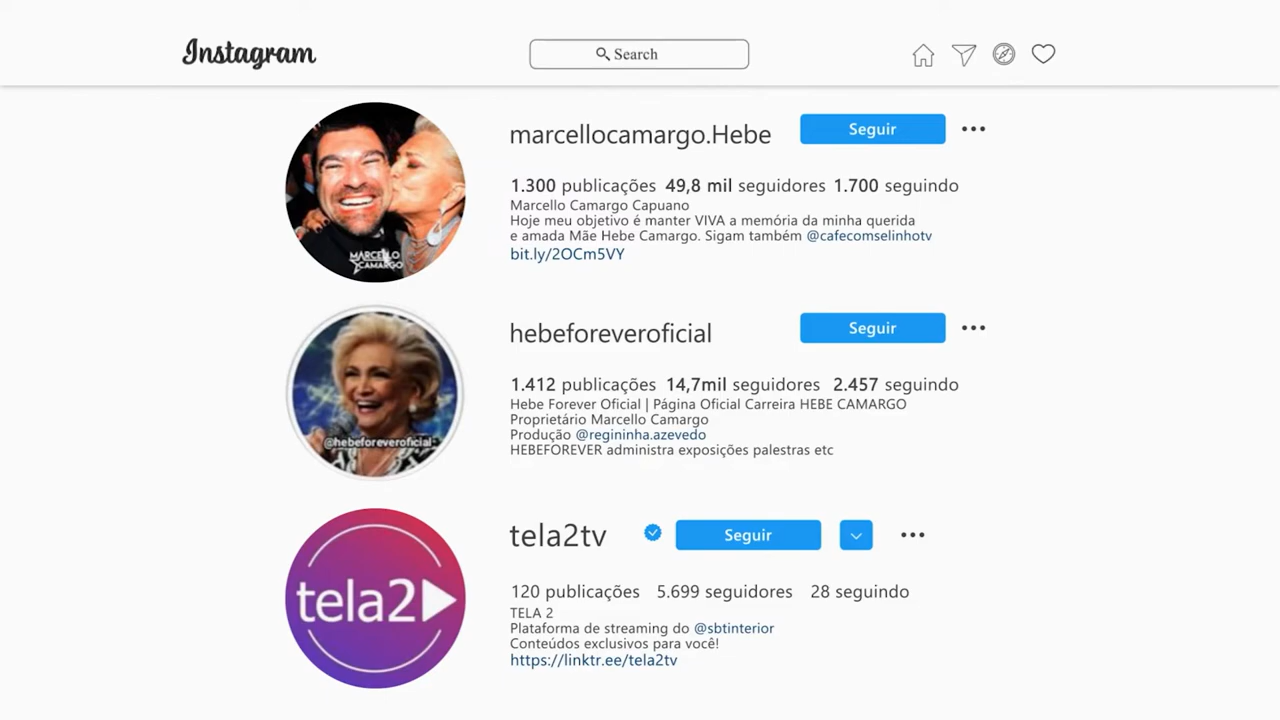 Instagram
Search
marcellocamargo.Hebe
Seguir
1.300 publicações 49,8 mil seguidores 1.700 seguindo
Marcello Camargo Capuano
Hoje meu objetivo é manter VIVA a memória da minha querida
e amada Mãe Hebe Camargo. Sigam também @cafecomselinhotv
bit.ly/2OCm5VY
MARCELLO
CAMARGO
hebeforeveroficial
Seguir
1.412 publicações 14,7mil seguidores 2.457 seguindo
Hebe Forever Oficial | Página Oficial Carreira HEBE CAMARGO
Proprietário Marcello Camargo
Produção @regininha.azevedo
HEBEFOREVER administra exposições palestras etc
@hebeforeveroficial
tela2tv
Seguir
120 publicações 5.699 seguidores 28 seguindo
TELA 2
Plataforma de streaming do @sbtinterior
Conteúdos exclusivos para você!
https://linktr.ee/tela2tv
tela2